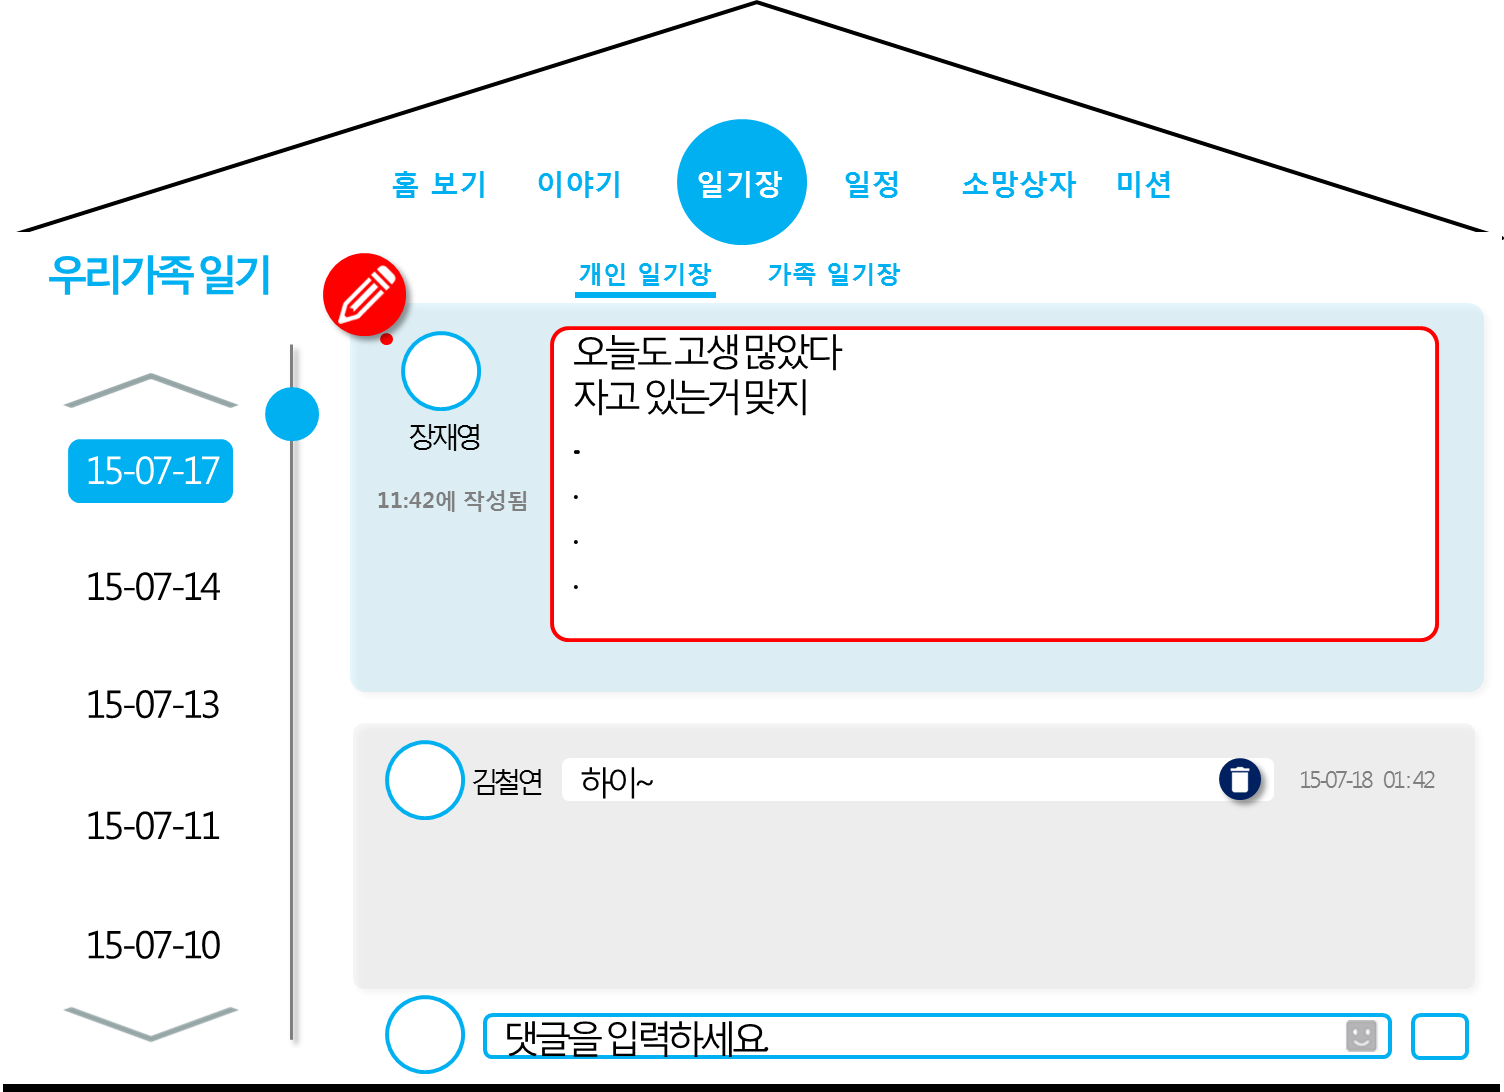 홈 보기 이야기 일기장 일정 소망상자 미션
우리가족 일기
개인 일기장 가족 일기장
15-07-17
15-07-14
15-07-13
15-07-11
15-07-10
장재영
11:42에 작성됨
오늘도 고생 많았다
자고 있는거 맞지
.
.
.
.
김철연 하이~ 15-07-18 01:42
댓글을 입력하세요.